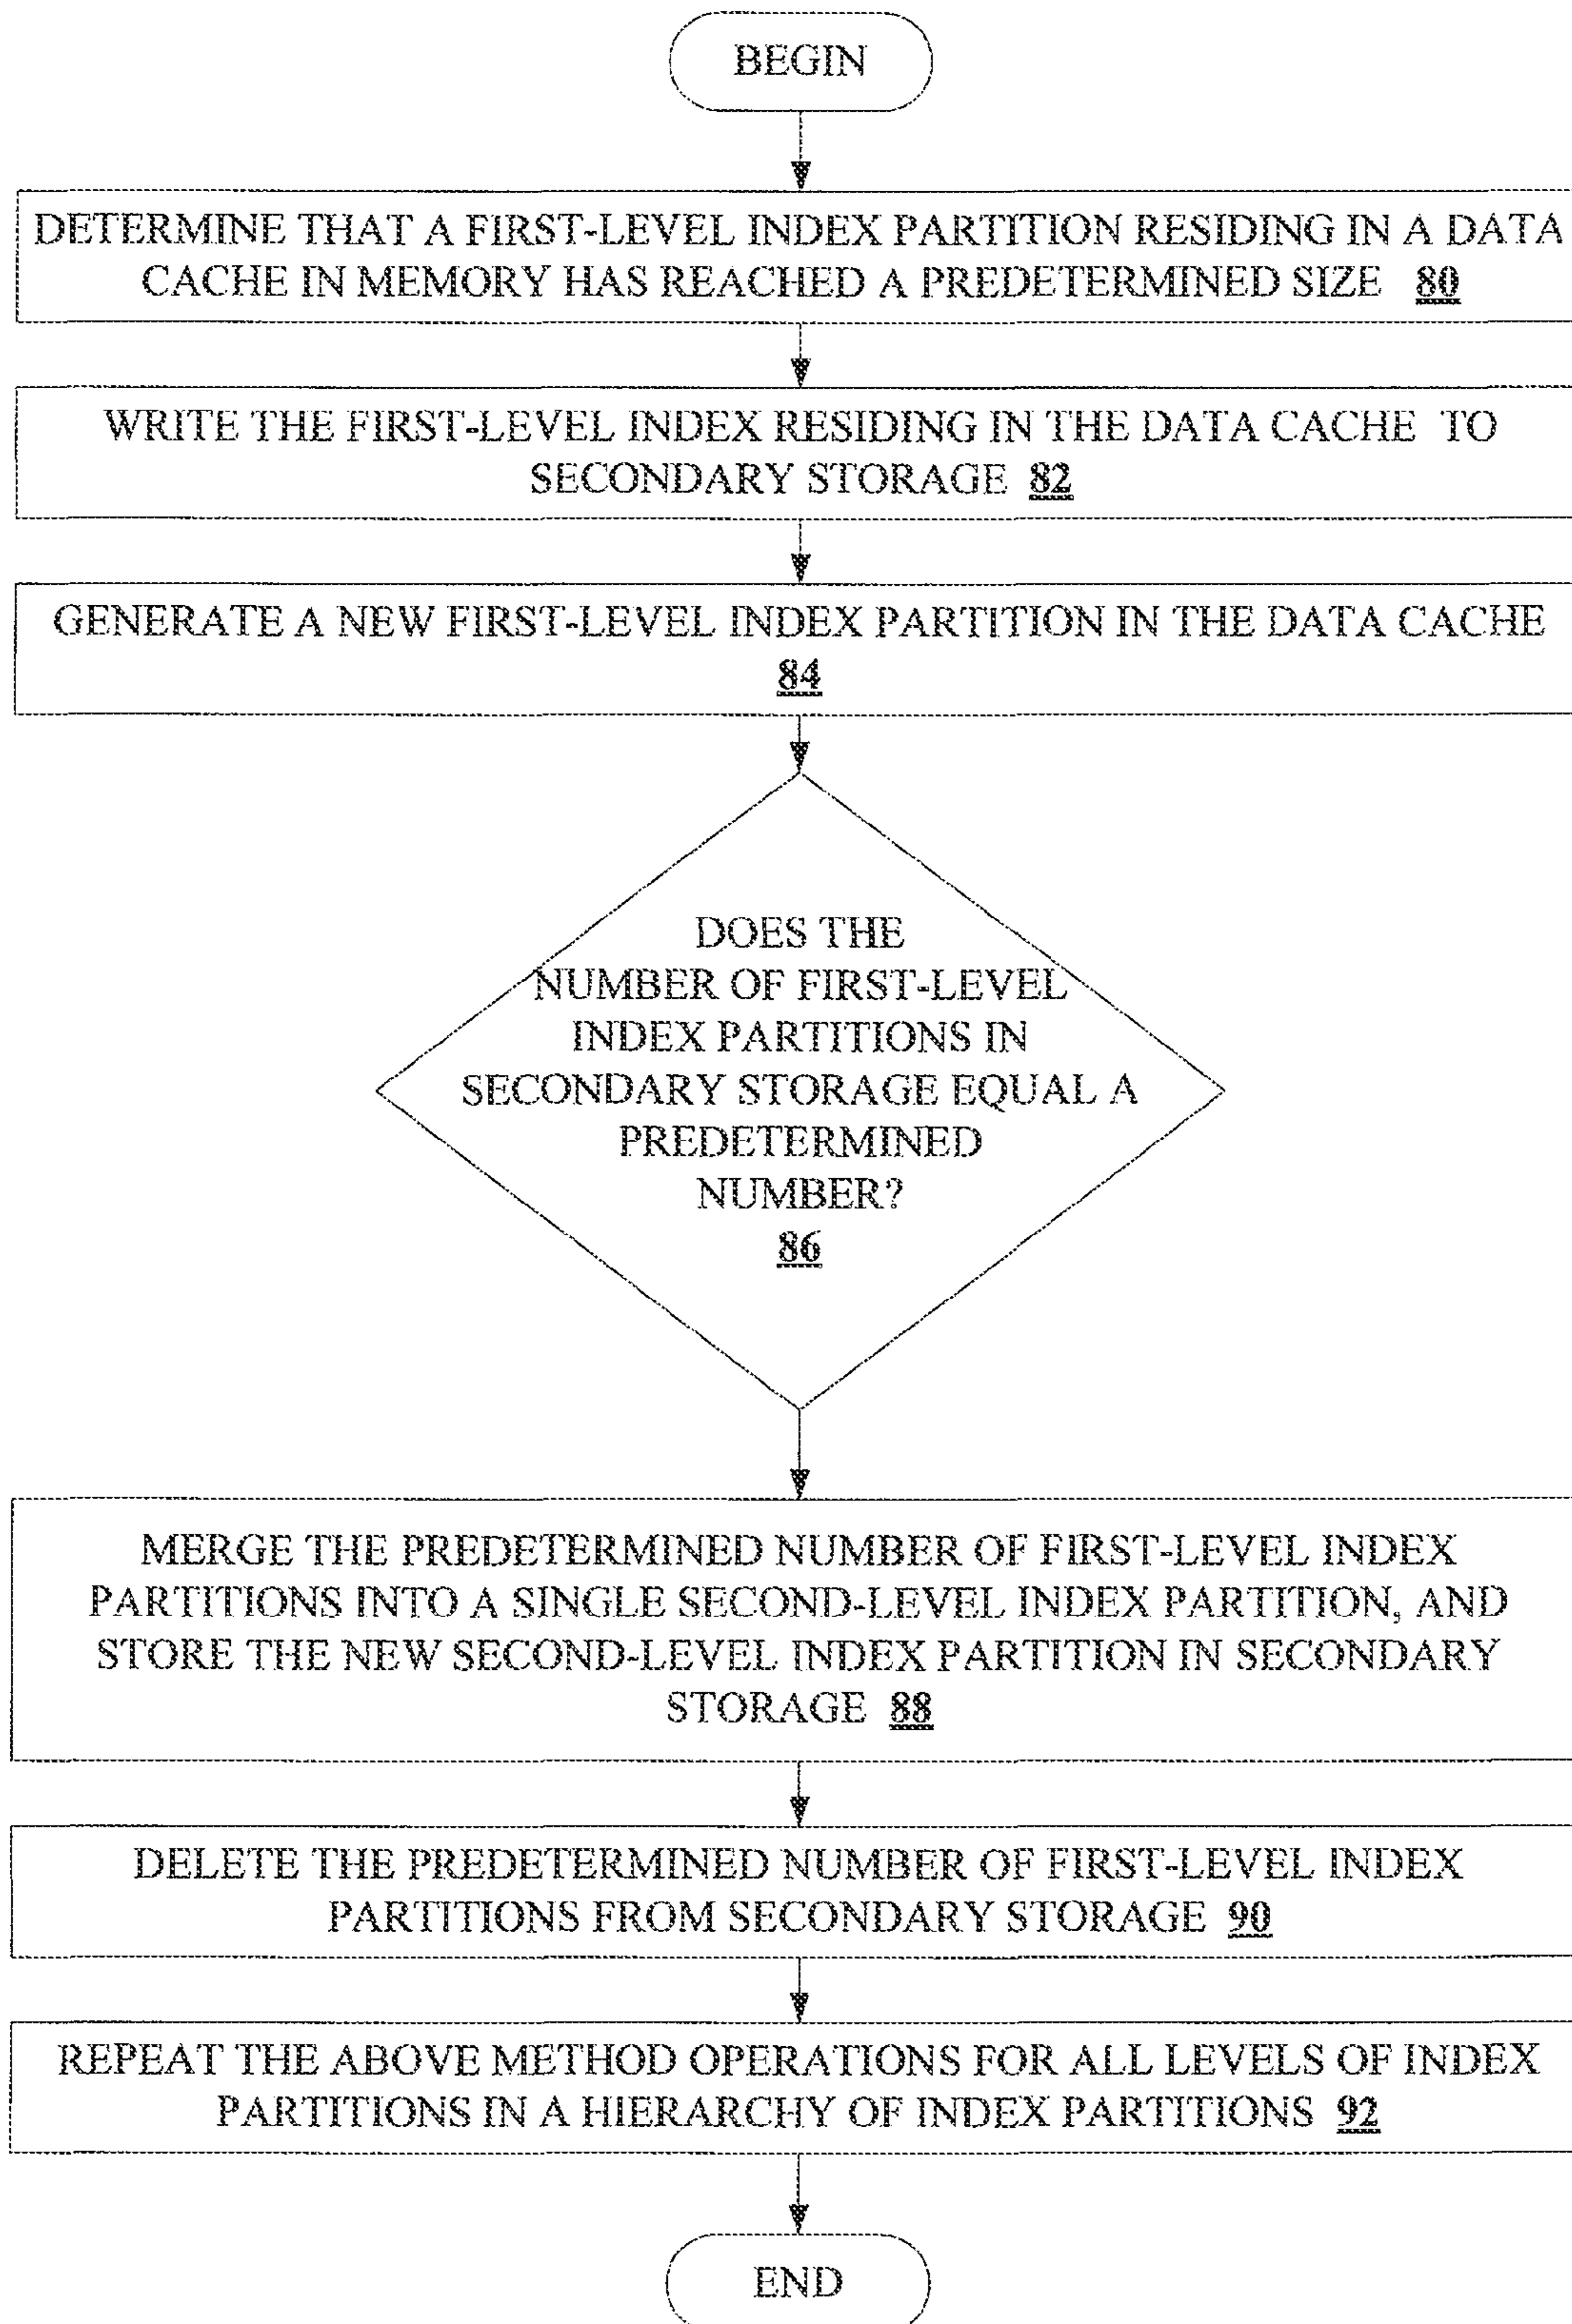 BEGIN
DETERMINE THAT A FIRST-LEVEL INDEX PARTITION RESIDING IN A DATA
CACHE IN MEMORY HAS REACHED A PREDETERMINED SIZE 80
WRITE THE FIRST-LEVEL INDEX RESIDING IN THE DATA CACHE TO
SECONDARY STORAGE 82
GENERATE A NEW FIRST-LEVEL INDEX PARTITION IN THE DATA CACHE
84
DOES THE
NUMBER OF FIRST-LEVEL
INDEX PARTITIONS IN
SECONDARY STORAGE EQUAL A
PREDETERMINED
NUMBER?
86
MERGE THE PREDETERMINED NUMBER OF FIRST-LEVEL INDEX
PARTITIONS INTO A SINGLE SECOND-LEVEL INDEX PARTITION, AND
STORE THE NEW SECOND-LEVEL INDEX PARTITION IN SECONDARY
STORAGE 88
DELETE THE PREDETERMINED NUMBER OF FIRST-LEVEL INDEX
PARTITIONS FROM SECONDARY STORAGE 90
REPEAT THE ABOVE METHOD OPERATIONS FOR ALL LEVELS OF INDEX
PARTITIONS IN A HIERARCHY OF INDEX PARTITIONS 92
END